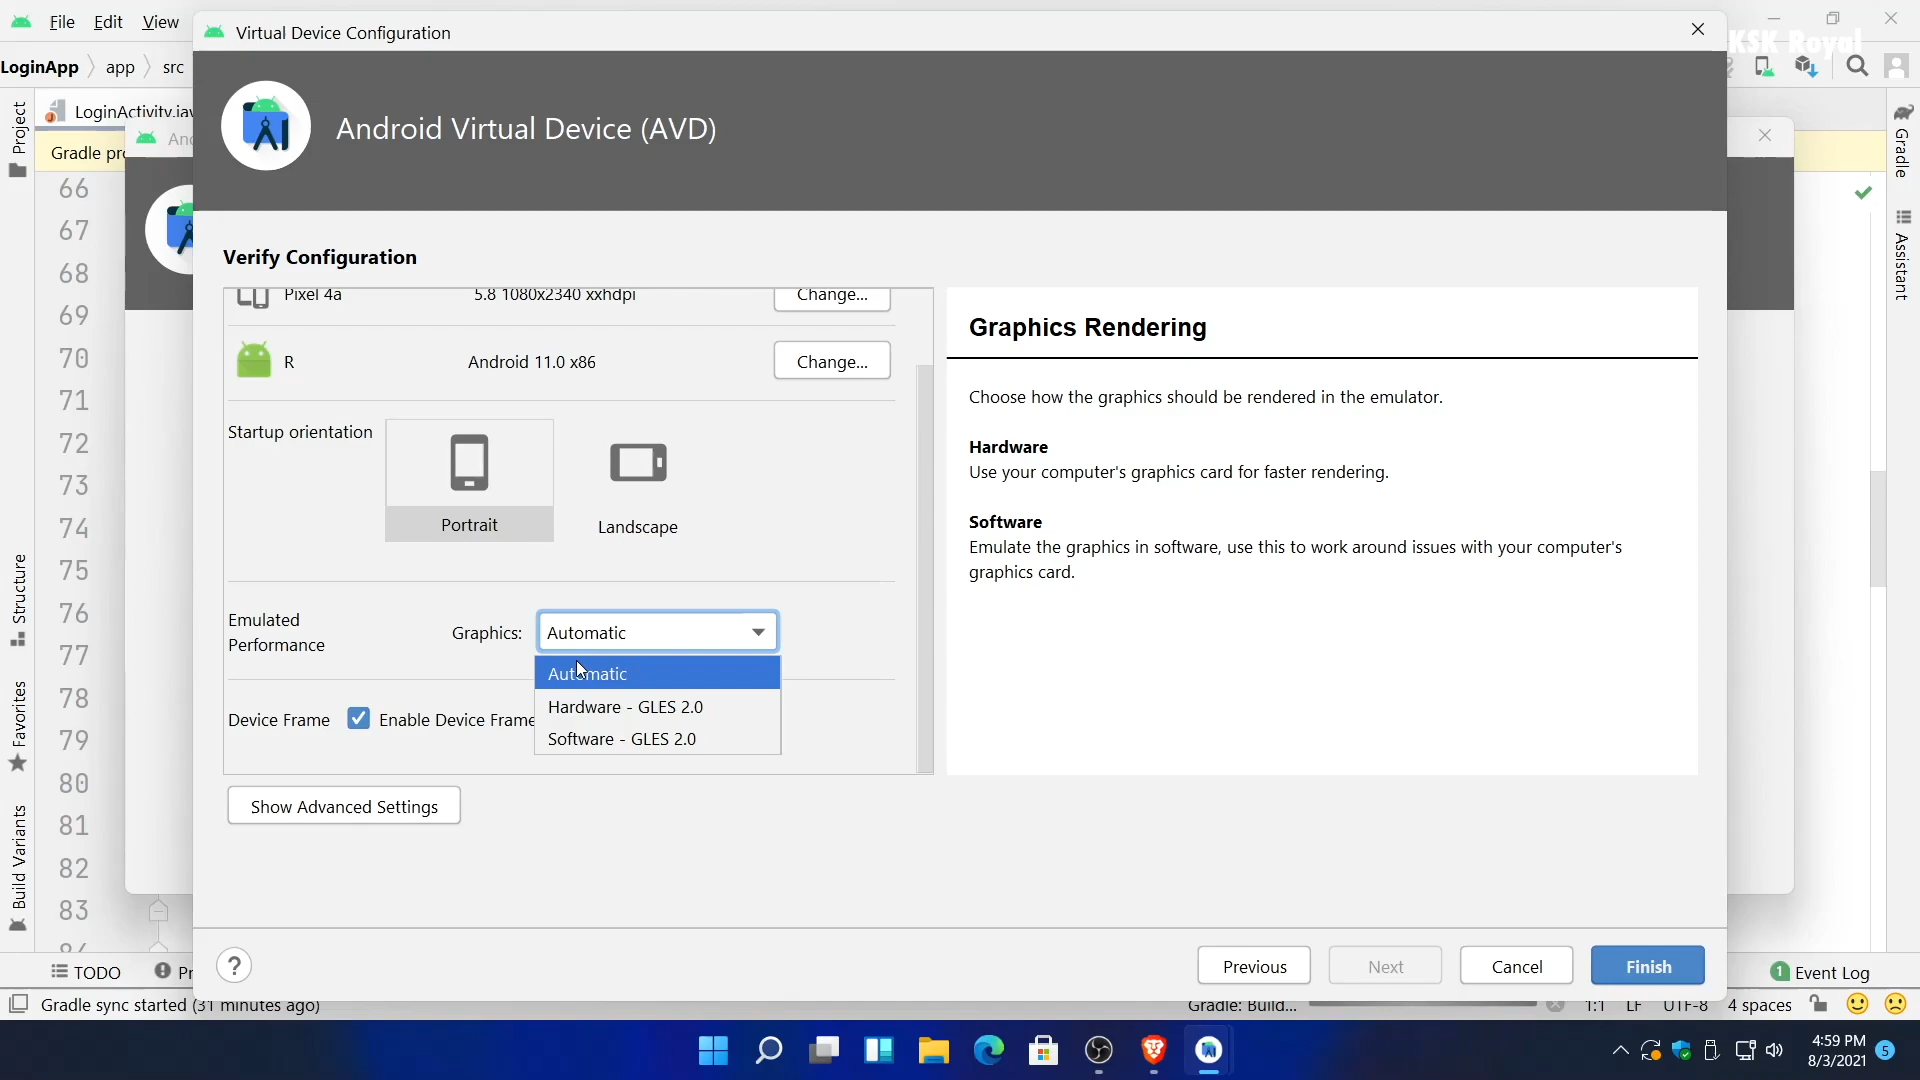 File Edit View
Virtual Device Configuration
KSK Royal
LoginApp app src
LoginActivity.jav
Project
Gradle
Gradle pr
Android Virtual Device (AVD)
66
67
68
69
70
71
72
73
74
75
76
77
78
79
80
81
82
83
84
Assistant
Structure
Favorites
Build Variants
Verify Configuration
Pixel 4a 5.8 1080x2340 xxhdpi Change...
R Android 11.0 x86 Change...
Startup orientation
Portrait
Landscape
Emulated
Performance
Graphics: Automatic
Automatic
Hardware - GLES 2.0
Software - GLES 2.0
Device Frame Enable Device Frame
Show Advanced Settings
Graphics Rendering
Choose how the graphics should be rendered in the emulator.
Hardware
Use your computer's graphics card for faster rendering.
Software
Emulate the graphics in software, use this to work around issues with your computer's
graphics card.
? Previous Next Cancel Finish
TODO Pr 1 Event Log
Gradle sync started (31 minutes ago) Gradle: Build... 1:1 LF UTF-8 4 spaces
4:59 PM
8/3/2021 5